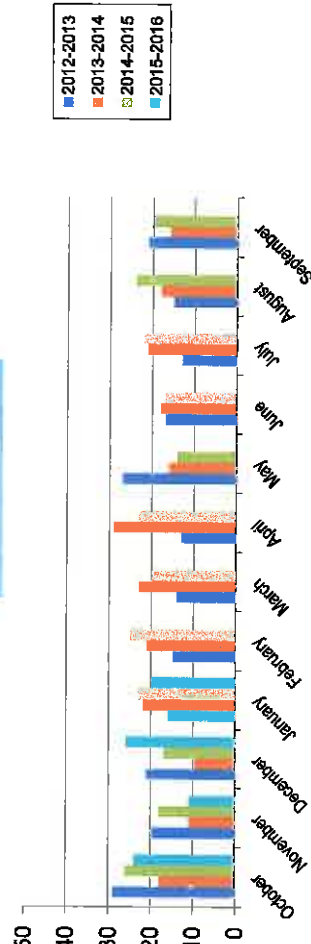 50
40
30
20
10
0
October
November
December
January
February
March
April
May
June
July
August
September
2012-2013
2013-2014
2014-2015
2015-2016